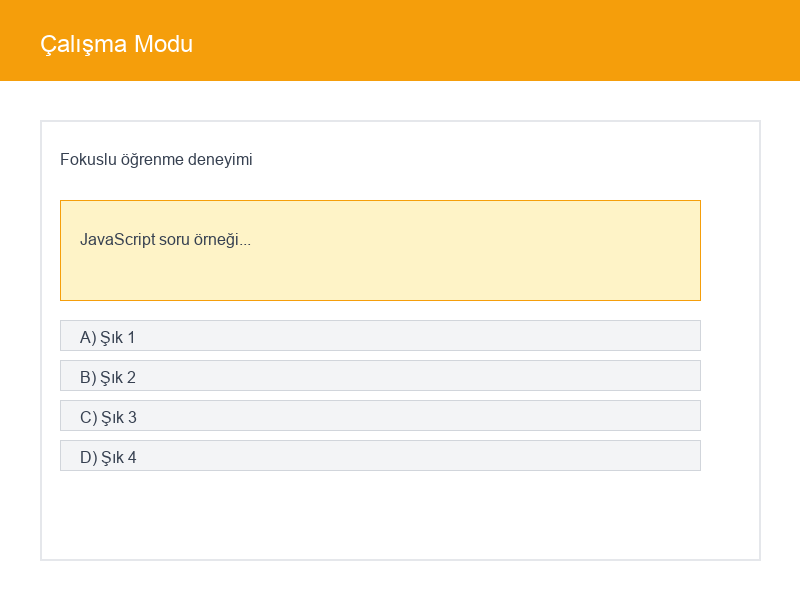 Çalışma Modu
Fokuslu öğrenme deneyimi
JavaScript soru örneği...
A) Şık 1
B) Şık 2
C) Şık 3
D) Şık 4